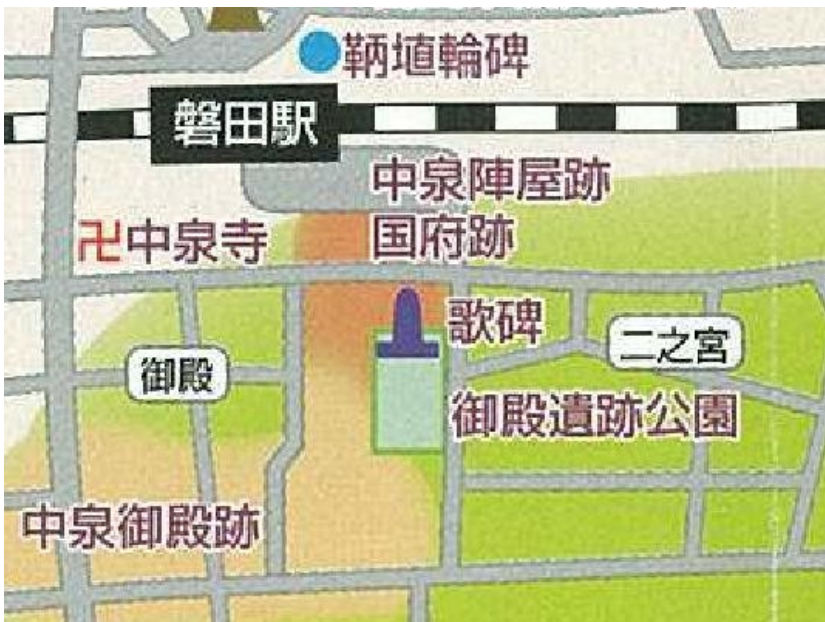 鞆埴輪碑
磐田駅
中泉陣屋跡
国府跡
卍中泉寺
歌碑
二之宮
御殿
御殿遺跡公園
中泉御殿跡